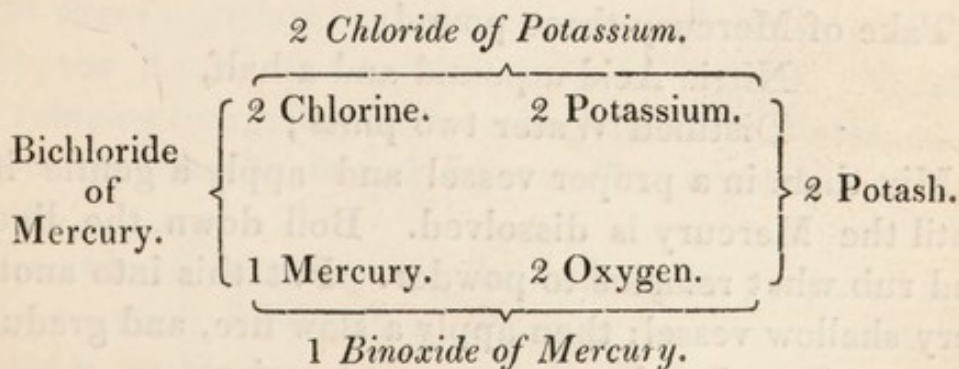 2 Chloride of Potassium.
2 Chlorine. 2 Potassium.
Bichloride
of
Mercury.
2 Potash.
1 Mercury. 2 Oxygen.
1 Binoxide of Mercury.